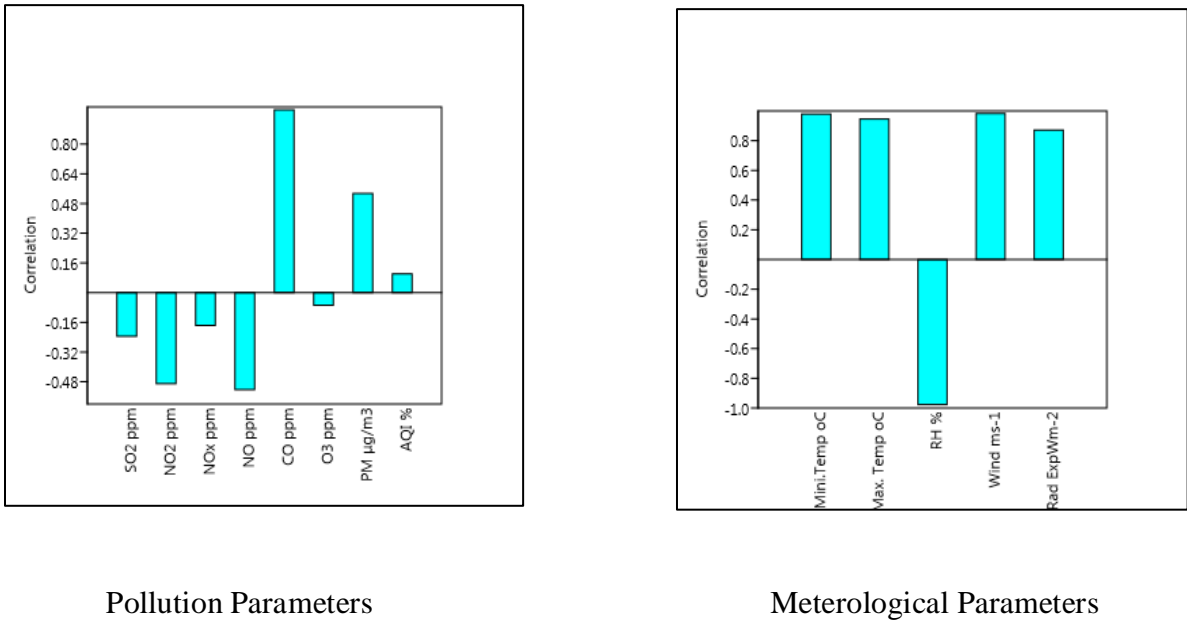 Correlation
0.80
0.64
0.48
0.32
0.16
-0.16
-0.32
-0.48
SO2 ppm
NO2 ppm
NOx ppm
NO ppm
CO ppm
O3 ppm
PM µg/m3
AQI %
Correlation
0.8
0.6
0.4
0.2
-0.2
-0.4
-0.6
-0.8
-1.0
Mini.Temp oC
Max. Temp oC
RH %
Wind ms-1
Rad ExpWm-2
Pollution Parameters
Meterological Parameters